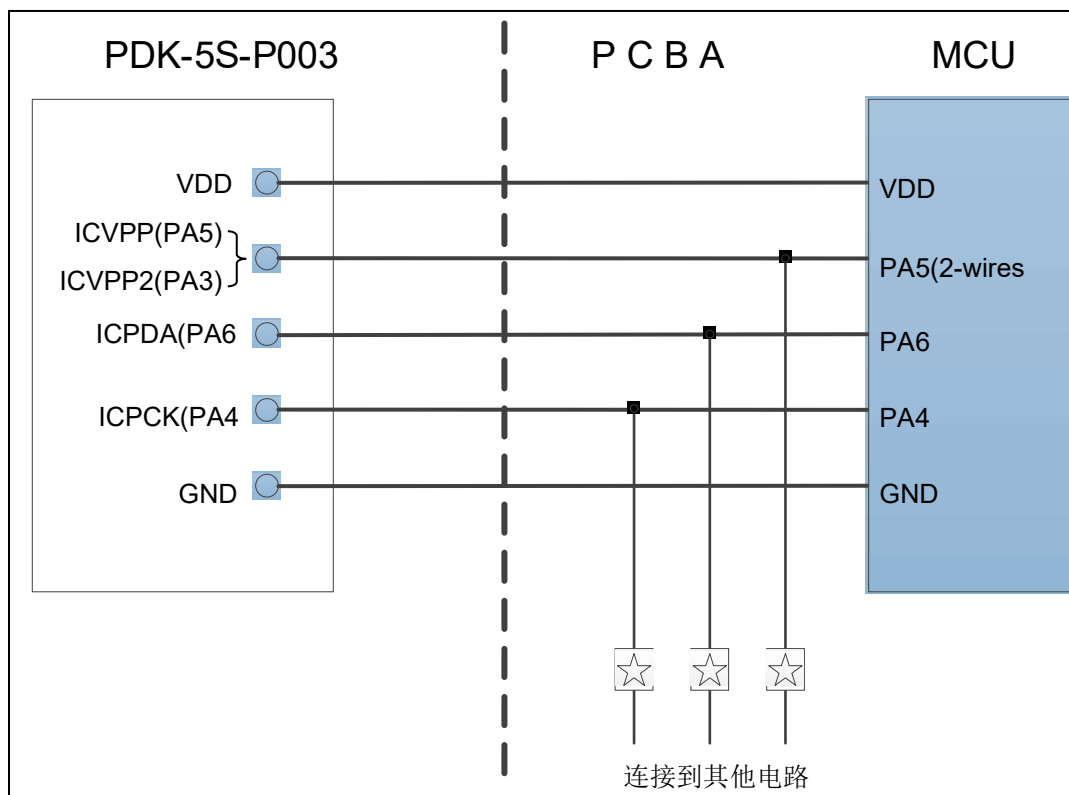 PDK-5S-P003
P C B A
MCU
VDD
VDD
ICVPP(PA5)
ICVPP2(PA3)
PA5(2-wires
ICPDA(PA6
PA6
ICPCK(PA4
PA4
GND
GND
连接到其他电路